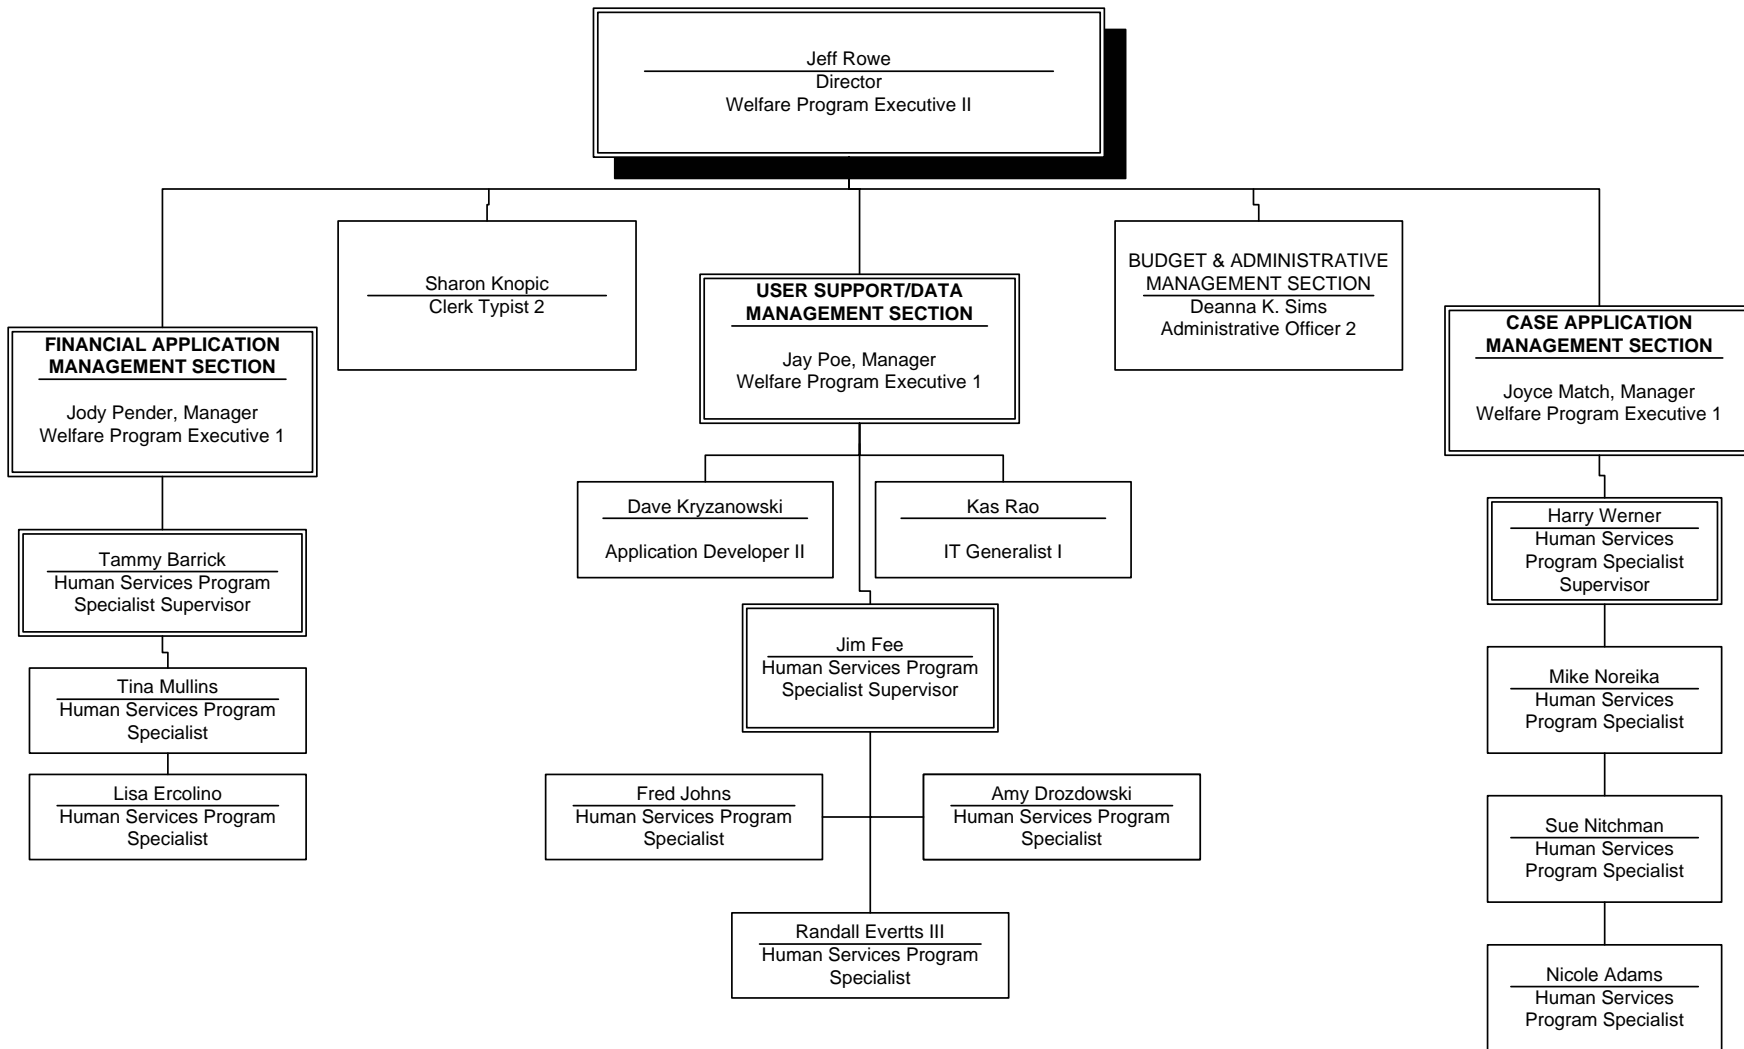 Jeff Rowe
Director
Welfare Program Executive II
Sharon Knopic
Clerk Typist 2
BUDGET & ADMINISTRATIVE
MANAGEMENT SECTION
Deanna K. Sims
Administrative Officer 2
USER SUPPORT/DATA
MANAGEMENT SECTION
Jay Poe, Manager
Welfare Program Executive 1
FINANCIAL APPLICATION
MANAGEMENT SECTION
Jody Pender, Manager
Welfare Program Executive 1
CASE APPLICATION
MANAGEMENT SECTION
Joyce Match, Manager
Welfare Program Executive 1
Tammy Barrick
Human Services Program
Specialist Supervisor
Tina Mullins
Human Services Program
Specialist
Lisa Ercolino
Human Services Program
Specialist
Dave Kryzanowski
Application Developer II
Kas Rao
IT Generalist I
Jim Fee
Human Services Program
Specialist Supervisor
Fred Johns
Human Services Program
Specialist
Amy Drozdowski
Human Services Program
Specialist
Randall Evertts III
Human Services Program
Specialist
Harry Werner
Human Services
Program Specialist
Supervisor
Mike Noreika
Human Services
Program Specialist
Sue Nitchman
Human Services
Program Specialist
Nicole Adams
Human Services
Program Specialist